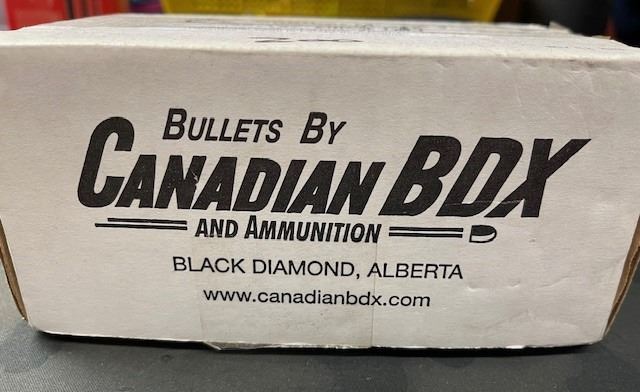 BULLETS BY
CANADIAN BDX
AND AMMUNITION
BLACK DIAMOND, ALBERTA
www.canadianbdx.com